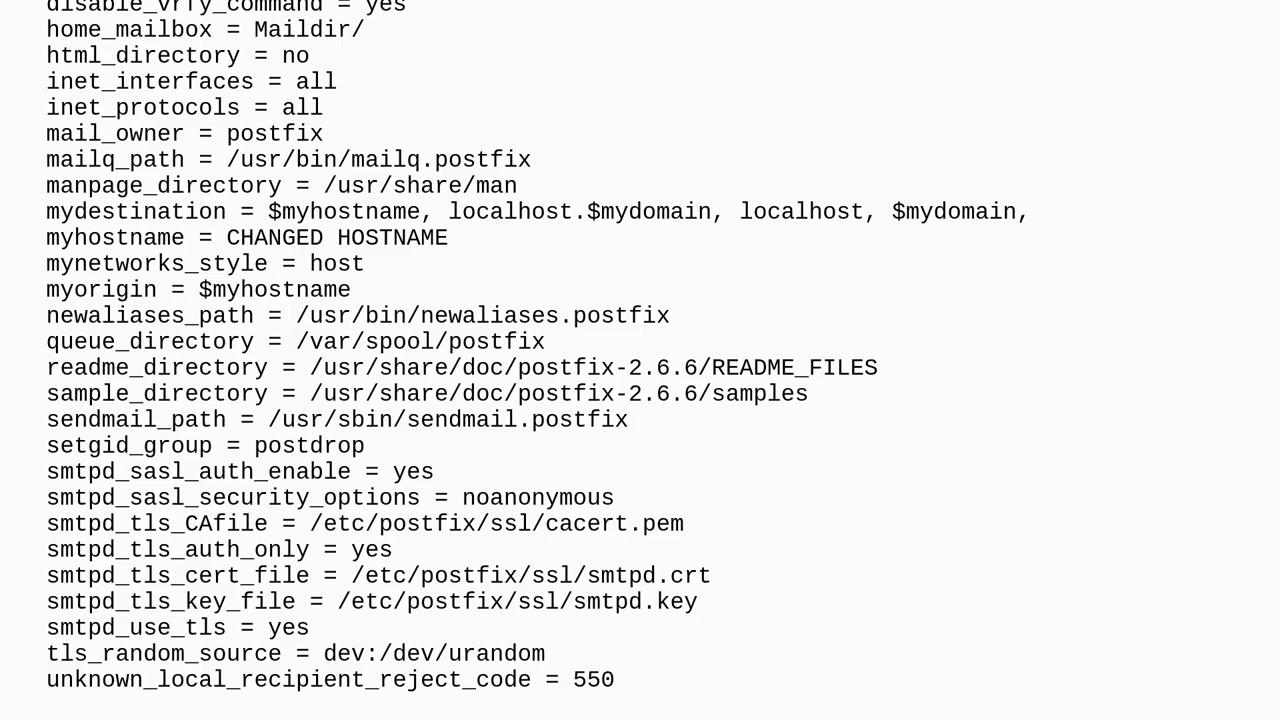 disable_vrfy_command = yes
home_mailbox = Maildir/
html_directory = no
inet_interfaces = all
inet_protocols = all
mail_owner = postfix
mailq_path = /usr/bin/mailq.postfix
manpage_directory = /usr/share/man
mydestination = $myhostname, localhost.$mydomain, localhost, $mydomain,
myhostname = CHANGED HOSTNAME
mynetworks_style = host
myorigin = $myhostname
newaliases_path = /usr/bin/newaliases.postfix
queue_directory = /var/spool/postfix
readme_directory = /usr/share/doc/postfix-2.6.6/README_FILES
sample_directory = /usr/share/doc/postfix-2.6.6/samples
sendmail_path = /usr/sbin/sendmail.postfix
setgid_group = postdrop
smtpd_sasl_auth_enable = yes
smtpd_sasl_security_options = noanonymous
smtpd_tls_CAfile = /etc/postfix/ssl/cacert.pem
smtpd_tls_auth_only = yes
smtpd_tls_cert_file = /etc/postfix/ssl/smtpd.crt
smtpd_tls_key_file = /etc/postfix/ssl/smtpd.key
smtpd_use_tls = yes
tls_random_source = dev:/dev/urandom
unknown_local_recipient_reject_code = 550